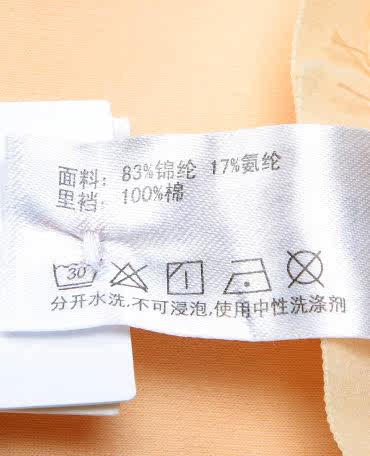 面料：83%锦纶 17%氨纶
里裆：100%棉
30
分开水洗,不可浸泡,使用中性洗涤剂